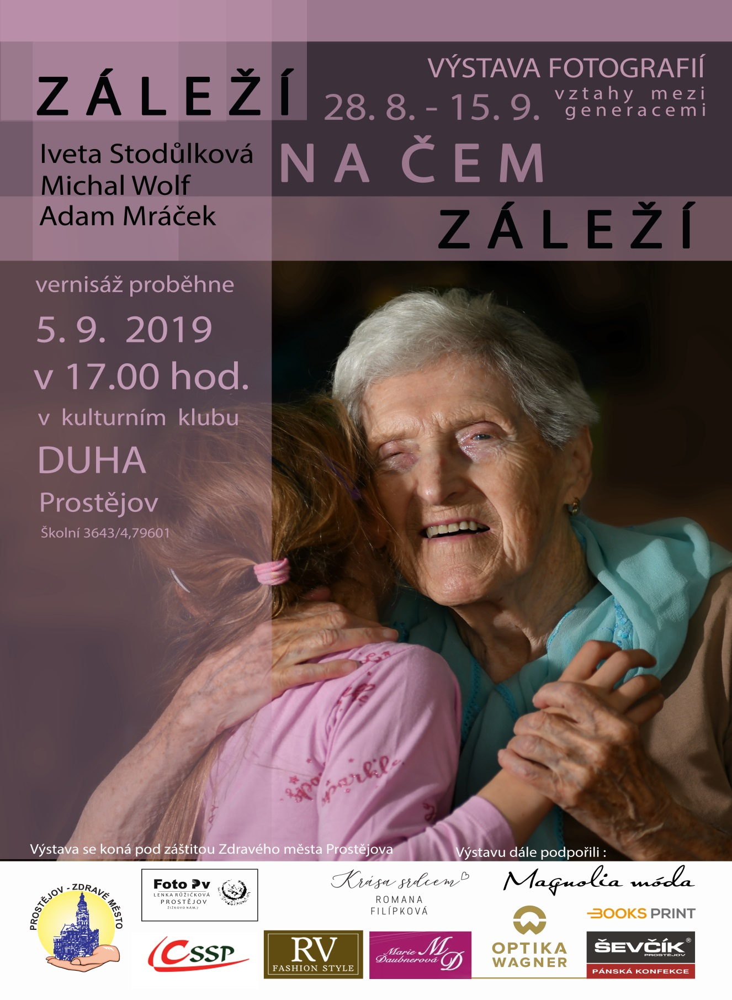 ZÁLEŽÍ
VÝSTAVA FOTOGRAFIÍ
vztahy mezi
generacemi
28. 8. - 15. 9.
Iveta Stodůlková
Michal Wolf
Adam Mráček
NA ČEM
ZÁLEŽÍ
vernisáž proběhne
5. 9. 2019
v 17.00 hod.
v kulturním klubu
DUHA
Prostějov
Školní 3643/4,79601
Výstava se koná pod záštitou Zdravého města Prostějova
Výstavu dále podpořili :
PROSTĚJOV - ZDRAVÉ MĚSTO
Foto Pv
LENKA RŮŽIČKOVÁ
PROSTĚJOV
ŽIŽKOVO NÁM.7
Krása srdcem
ROMANA
FILÍPKOVÁ
Magnolia móda
BOOKS PRINT
CSSP
RV
FASHION STYLE
Marie
Daubnerová
MD
OPTIKA
WAGNER
ŠEVČÍK®
PROSTĚJOV
PÁNSKÁ KONFEKCE